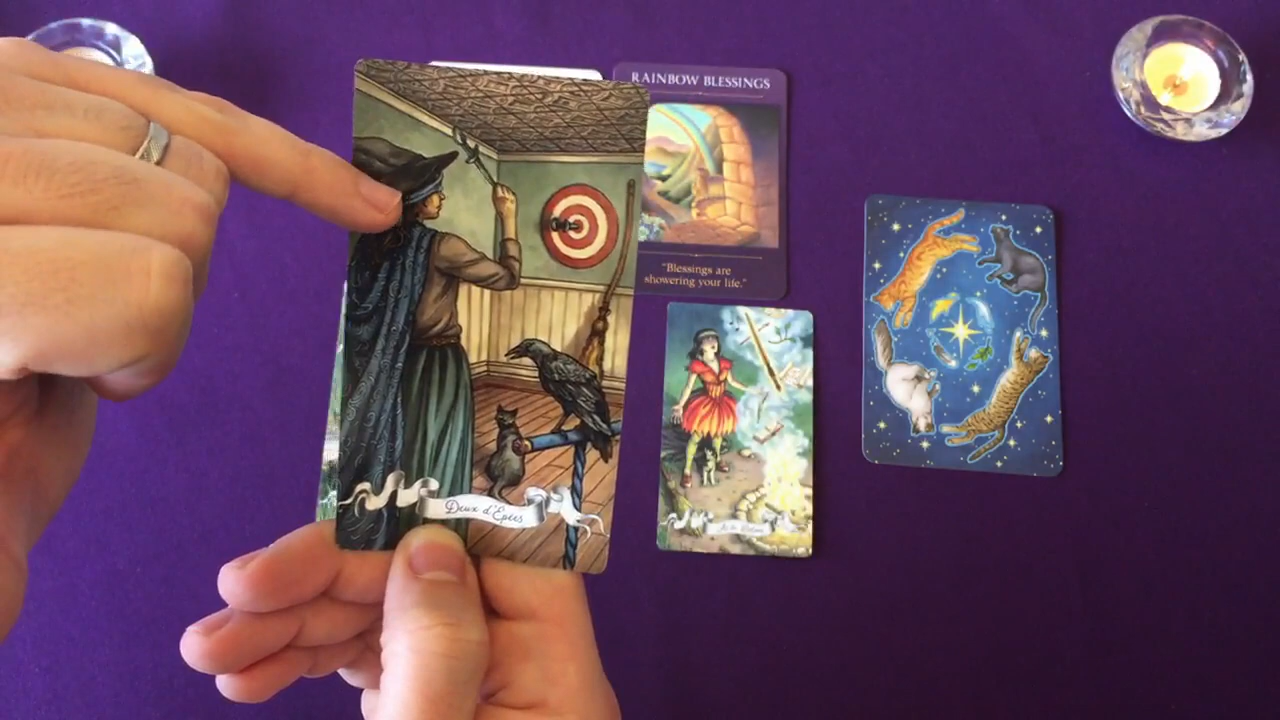 RAINBOW BLESSINGS
"Blessings are
showering your life."
Deux d'Épées